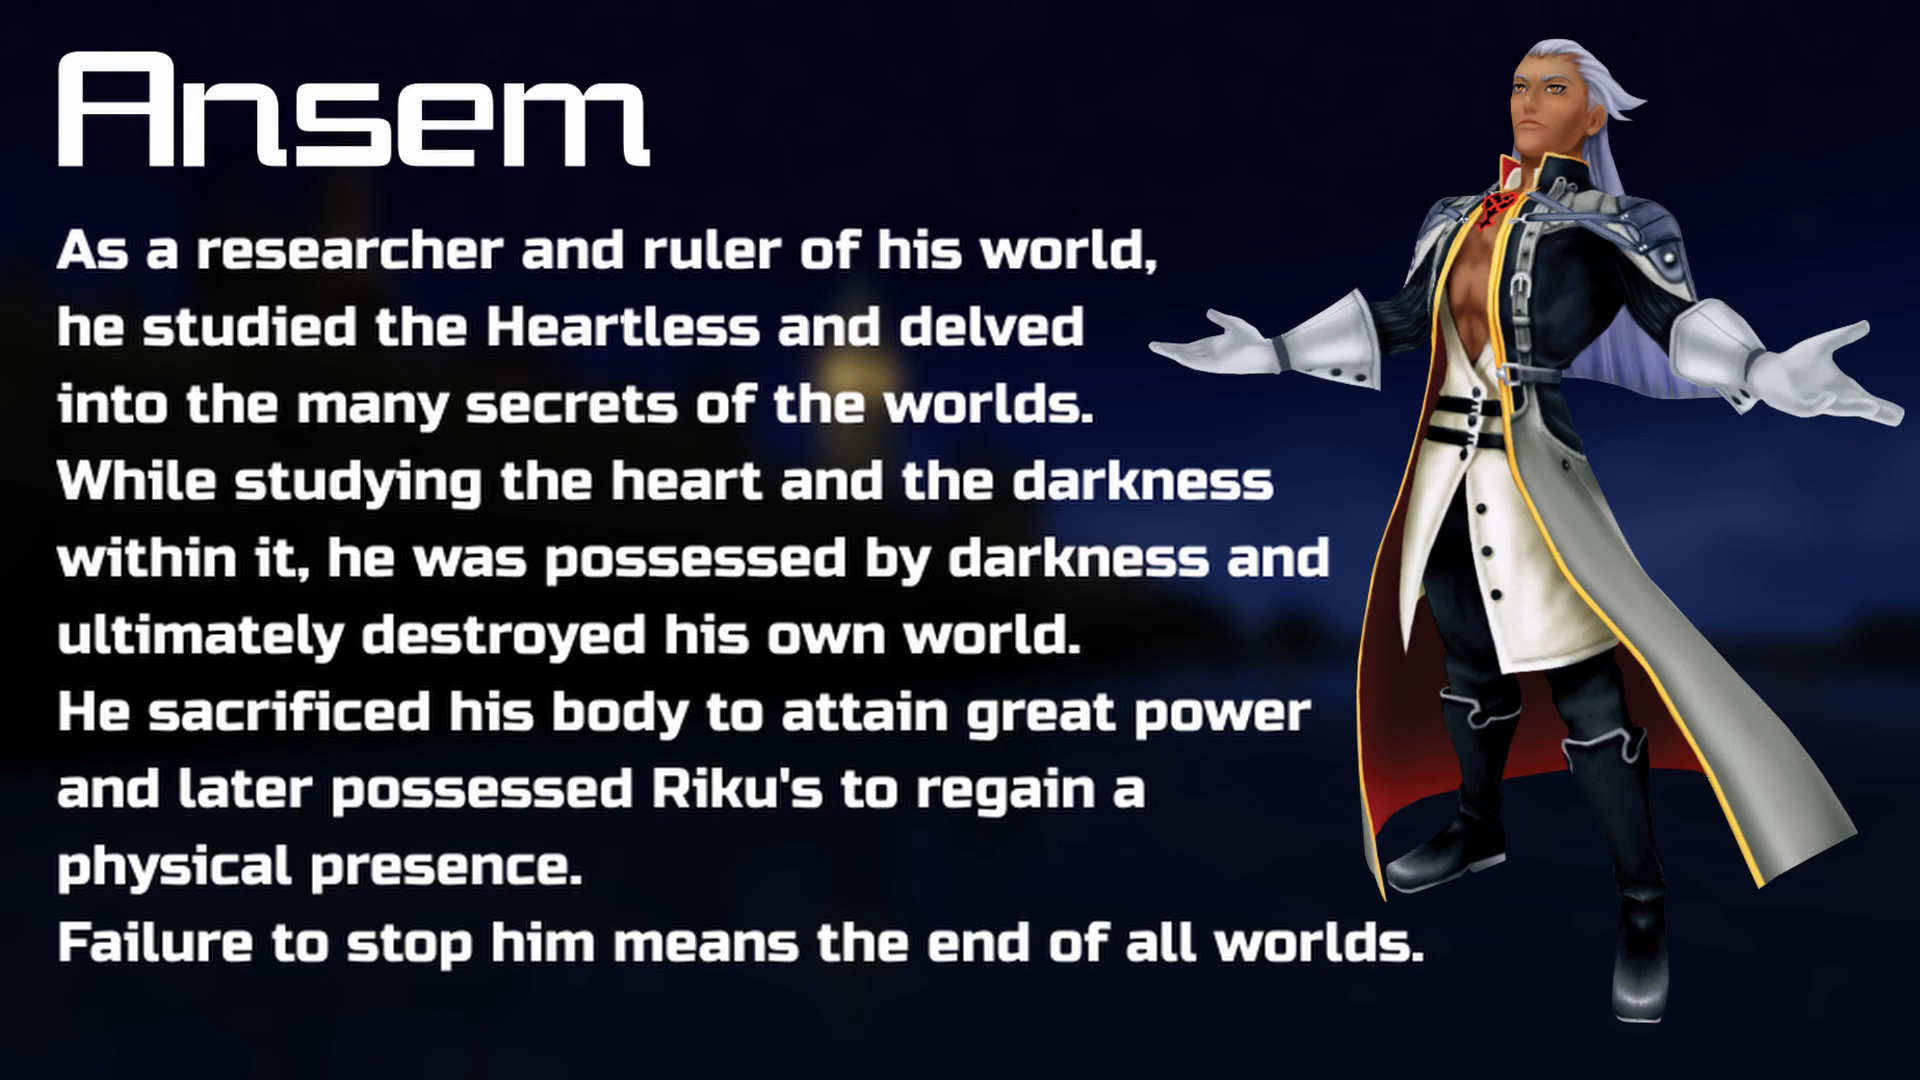 Ansem
As a researcher and ruler of his world,
he studied the Heartless and delved
into the many secrets of the worlds.
While studying the heart and the darkness
within it, he was possessed by darkness and
ultimately destroyed his own world.
He sacrificed his body to attain great power
and later possessed Riku's to regain a
physical presence.
Failure to stop him means the end of all worlds.